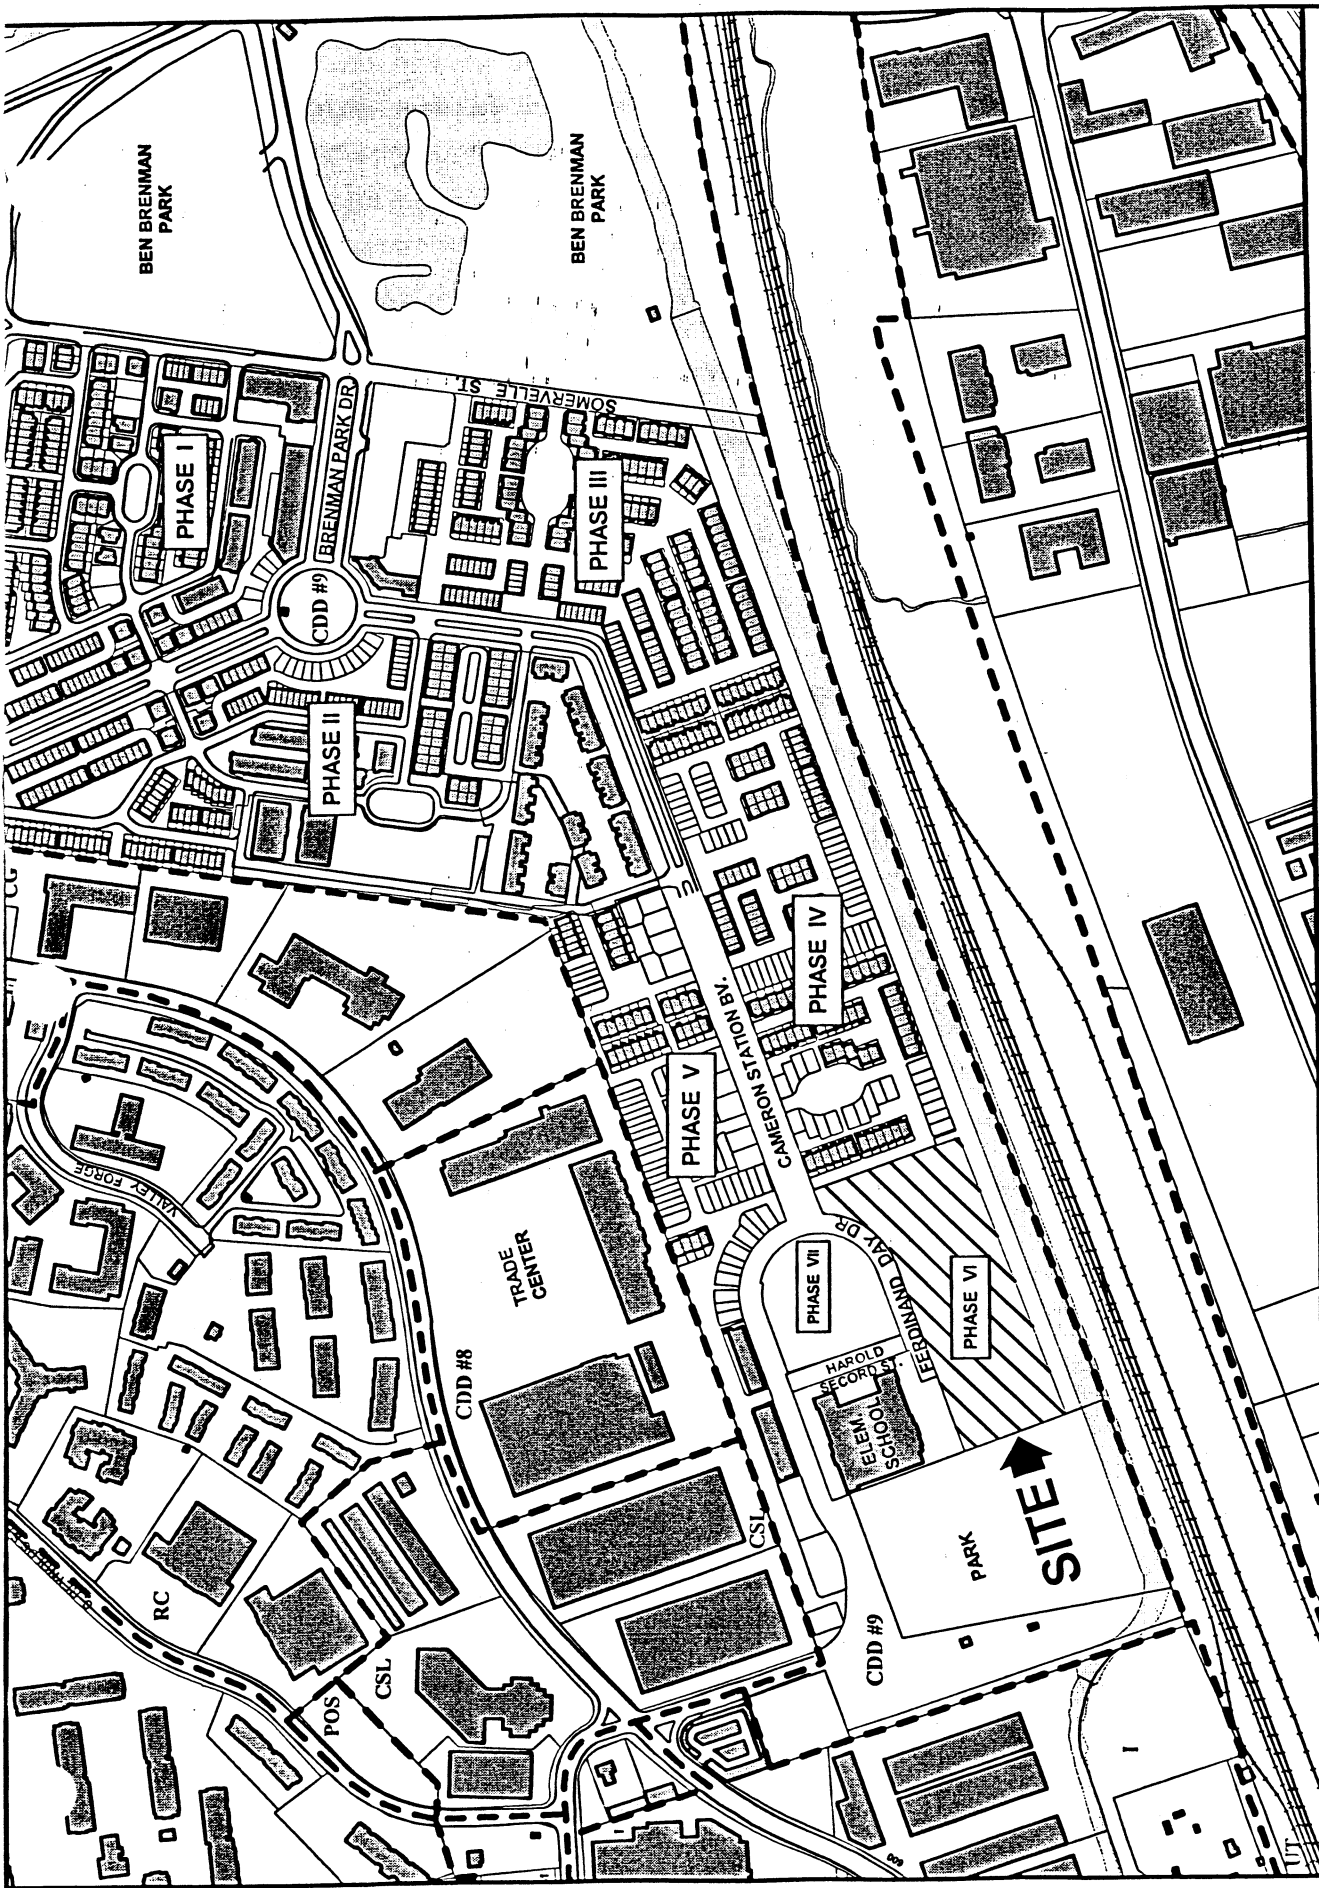 BEN BRENMAN
PARK
BEN BRENMAN
PARK
SOMERVELLE ST.
PHASE I
BRENMAN PARK DR
PHASE III
CDD #9
PHASE II
PHASE IV
CAMERON STATION BV.
PHASE V
VALLEY FORGE
TRADE
CENTER
FERDINAND DAY DR
PHASE VII
PHASE VI
HAROLD
SECORD ST.
ELEM.
SCHOOL
CDD #8
SITE
PARK
CSL
RC
CDD #9
CSL
POS
I
I
I
600
UT